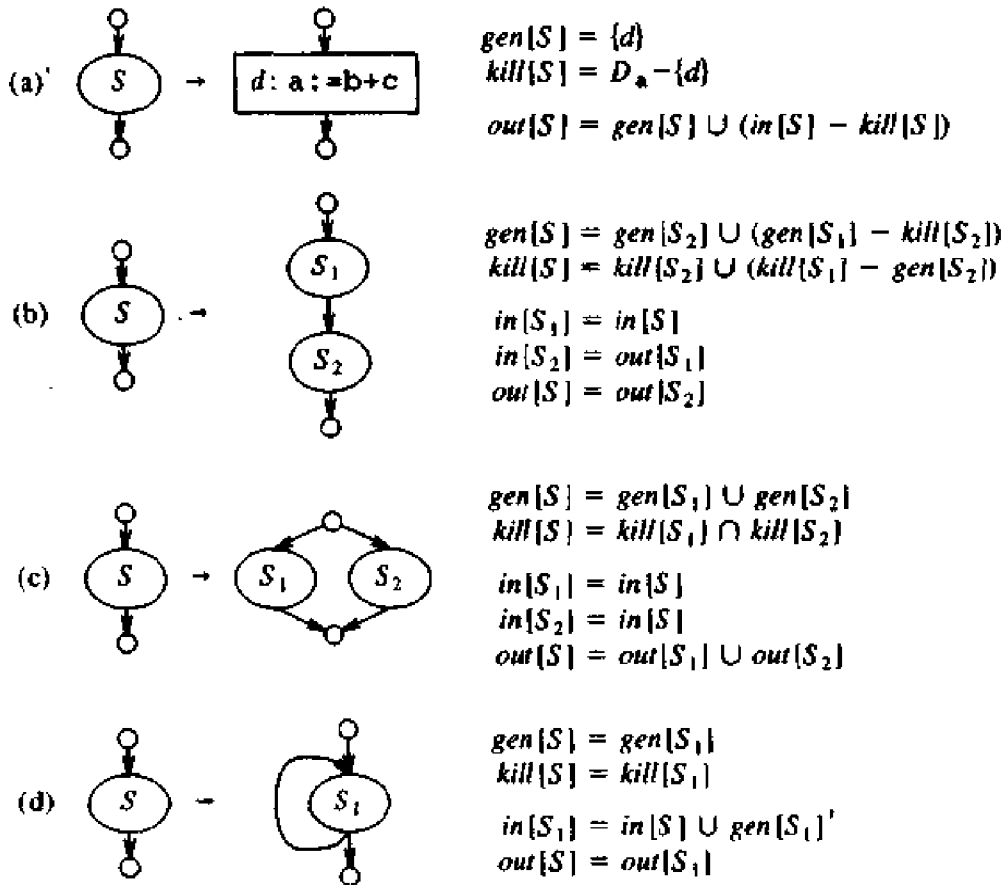 (a)' S → d: a:=b+c
gen[S] = {d}
kill[S] = D_a - {d}
out[S] = gen[S] ∪ (in[S] - kill[S])
(b) S → S₁ S₂
gen[S] = gen[S₂] ∪ (gen[S₁] - kill[S₂])
kill[S] = kill[S₂] ∪ (kill[S₁] - gen[S₂])
in[S₁] = in[S]
in[S₂] = out[S₁]
out[S] = out[S₂]
(c) S → S₁ S₂
gen[S] = gen[S₁] ∪ gen[S₂]
kill[S] = kill[S₁] ∩ kill[S₂]
in[S₁] = in[S]
in[S₂] = in[S]
out[S] = out[S₁] ∪ out[S₂]
(d) S → S₁
gen[S] = gen[S₁]
kill[S] = kill[S₁]
in[S₁] = in[S] ∪ gen[S₁]'
out[S] = out[S₁]